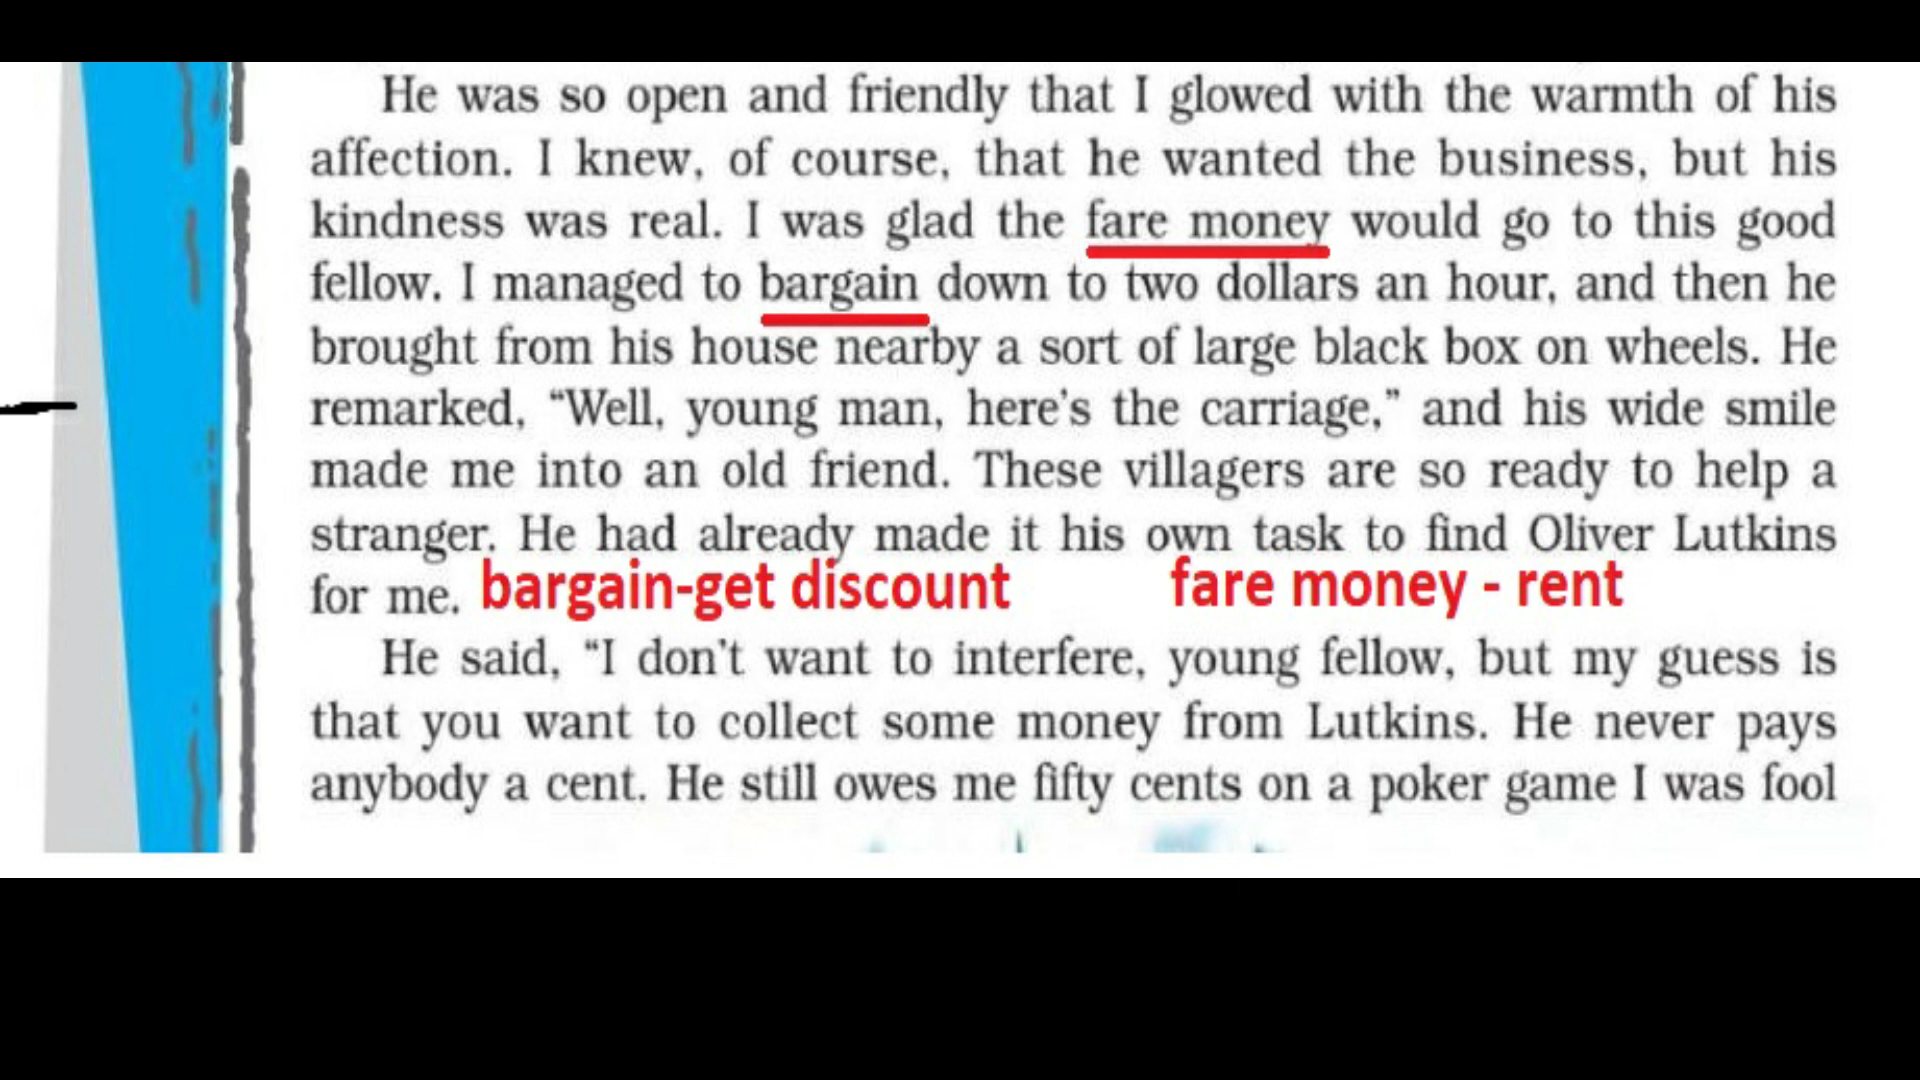 He was so open and friendly that I glowed with the warmth of his
affection. I knew, of course, that he wanted the business, but his
kindness was real. I was glad the fare money would go to this good
fellow. I managed to bargain down to two dollars an hour, and then he
brought from his house nearby a sort of large black box on wheels. He
remarked, “Well, young man, here's the carriage,” and his wide smile
made me into an old friend. These villagers are so ready to help a
stranger. He had already made it his own task to find Oliver Lutkins
for me.
bargain-get discount
fare money - rent
He said, “I don't want to interfere, young fellow, but my guess is
that you want to collect some money from Lutkins. He never pays
anybody a cent. He still owes me fifty cents on a poker game I was fool